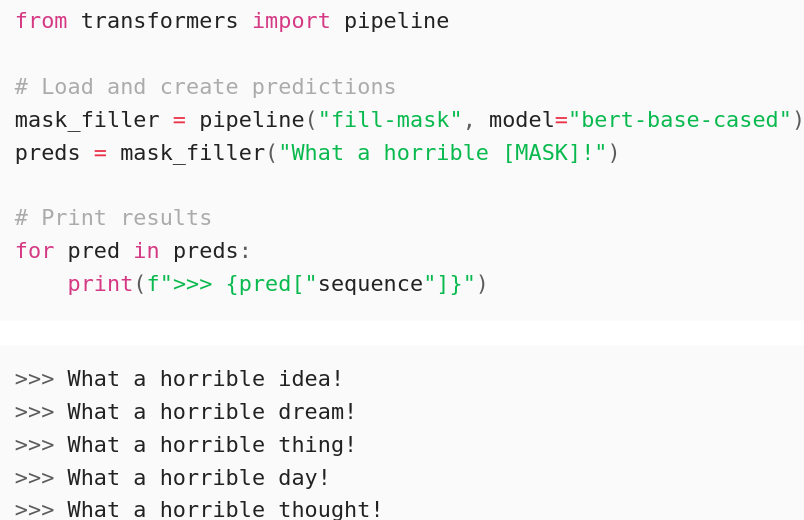 from transformers import pipeline
# Load and create predictions
mask_filler = pipeline("fill-mask", model="bert-base-cased")
preds = mask_filler("What a horrible [MASK]!")
# Print results
for pred in preds:
    print(f">>> {pred["sequence"]}")
>>> What a horrible idea!
>>> What a horrible dream!
>>> What a horrible thing!
>>> What a horrible day!
>>> What a horrible thought!